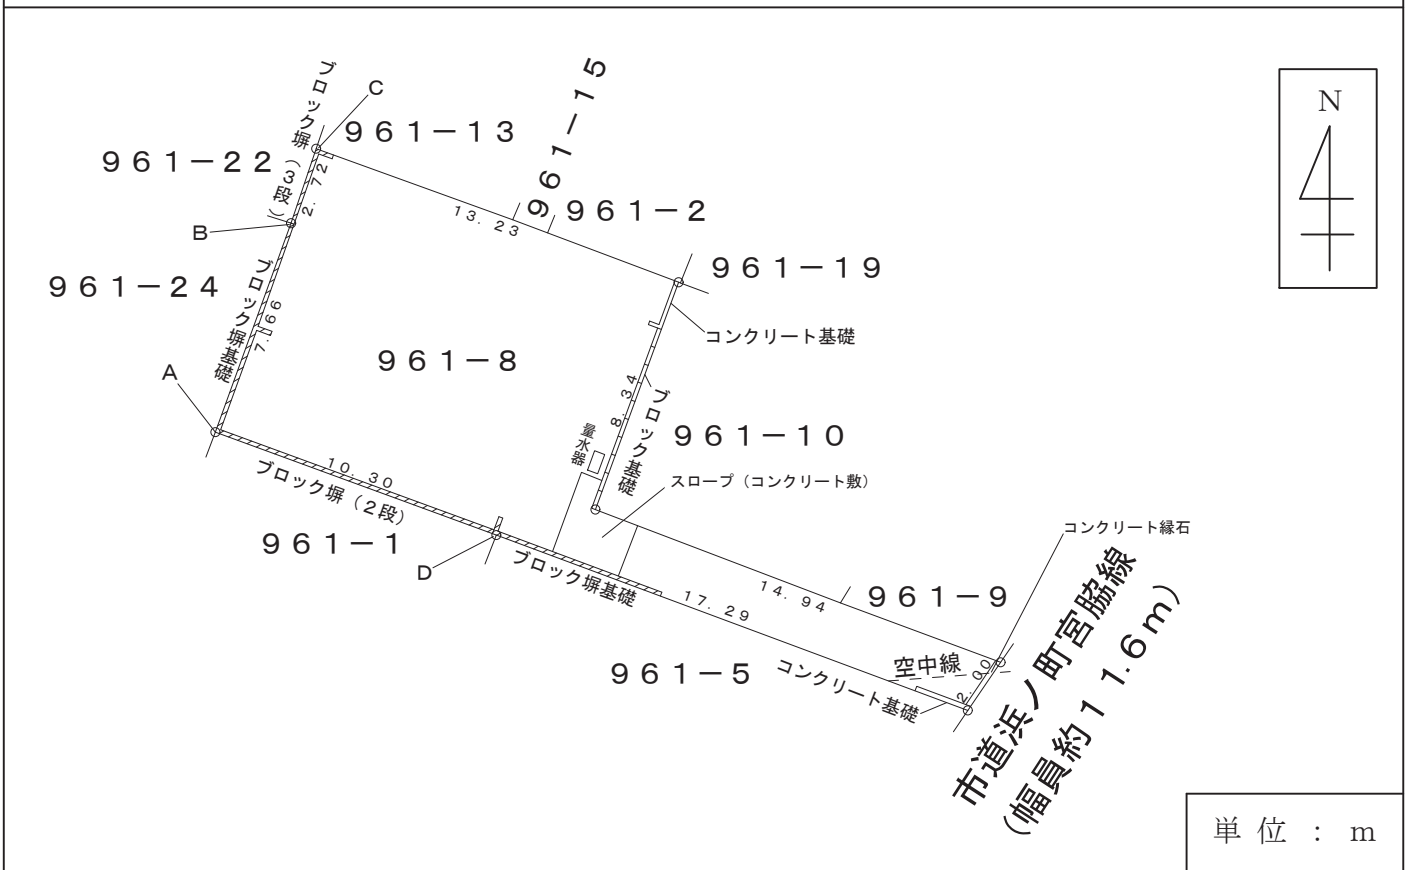 N
ブロック塀（3段）
C
961－13
961－15
961－22
2.72
961－2
13.23
B
961－19
961－24
ブロック塀基礎
7.66
コンクリート基礎
961－8
A
8.34
ブロック基礎
961－10
量水器
スロープ（コンクリート敷）
10.30
ブロック塀（2段）
961－1
D
ブロック塀基礎
コンクリート縁石
14.94
961－9
17.29
961－5
空中線
コンクリート基礎
2.00
市道浜ノ町宮脇線
（幅員約11.6m）
単位：m